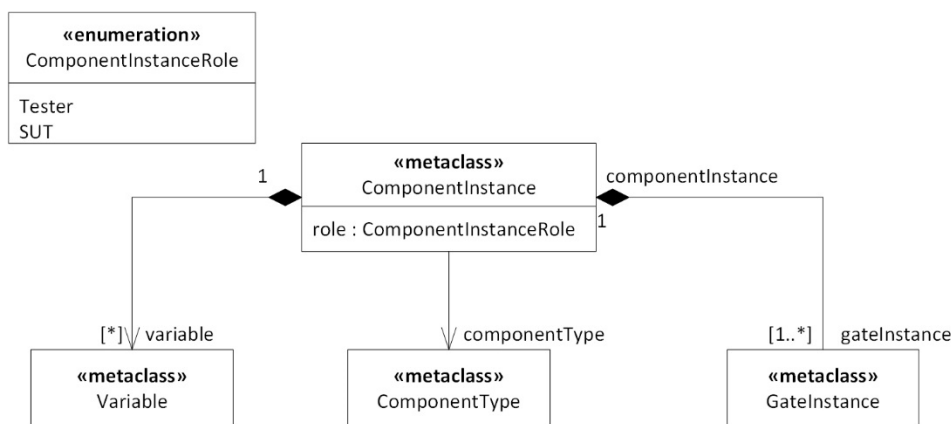 «enumeration»
ComponentInstanceRole
Tester
SUT
«metaclass»
ComponentInstance
role : ComponentInstanceRole
1
componentInstance
1
[*] variable
componentType
[1..*] gateInstance
«metaclass»
Variable
«metaclass»
ComponentType
«metaclass»
GateInstance